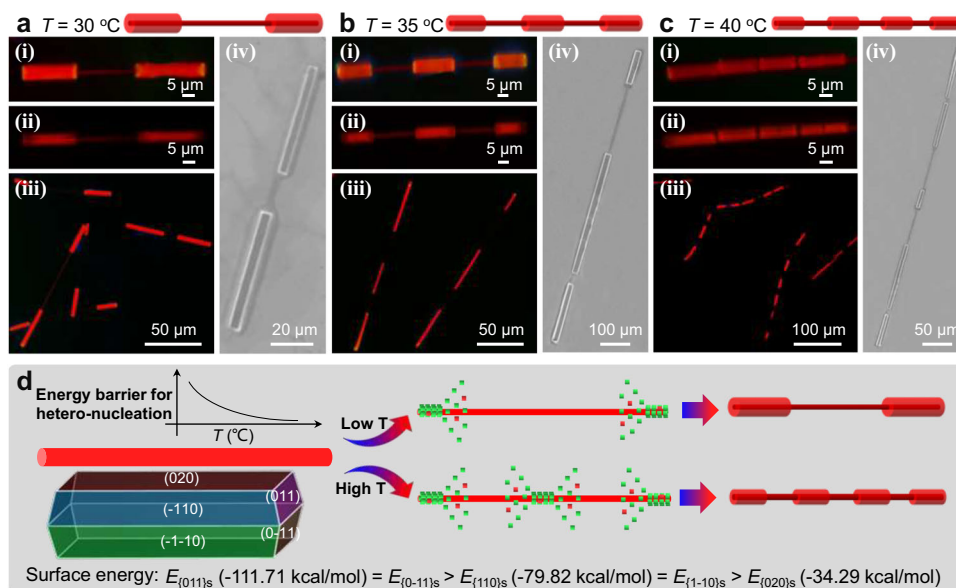 a T = 30 °C
(i)
5 µm
(ii)
5 µm
(iii)
50 µm
(iv)
20 µm
b T = 35 °C
(i)
5 µm
(ii)
5 µm
(iii)
50 µm
(iv)
100 µm
c T = 40 °C
(i)
5 µm
(ii)
5 µm
(iii)
100 µm
(iv)
50 µm
d
Energy barrier for
hetero-nucleation
T (℃)
Low T
High T
(020)
(011)
(-110)
(0-11)
(-1-10)
Surface energy: E{011}s (-111.71 kcal/mol) = E{0-11}s > E{110}s (-79.82 kcal/mol) = E{1-10}s > E{020}s (-34.29 kcal/mol)